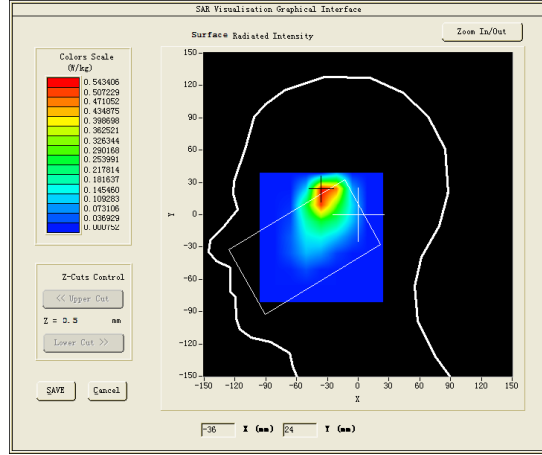 SAR Visualisation Graphical Interface
Surface Radiated Intensity
Zoom In/Out
Colors Scale
(W/kg)
0.543406
0.507229
0.471052
0.434875
0.398698
0.362521
0.326344
0.290168
0.253991
0.217814
0.181637
0.145460
0.109283
0.073106
0.036929
0.000752
Z-Cuts Control
<< Upper Cut
Z = 3.5 mm
Lower Cut >>
SAVE
Cancel
150
120
90
60
30
0
-30
-60
-90
-120
-150
Y
-150 -120 -90 -60 -30 0 30 60 90 120 150
X
-36 X (mm) 24 Y (mm)